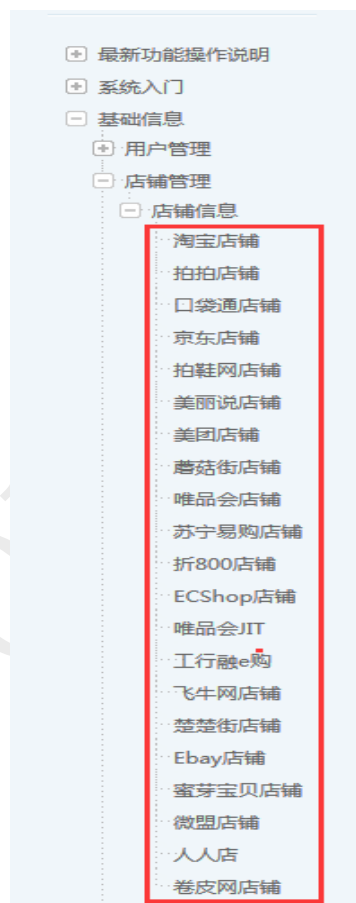 最新功能操作说明
系统入门
基础信息
用户管理
店铺管理
店铺信息
淘宝店铺
拍拍店铺
口袋通店铺
京东店铺
拍鞋网店铺
美丽说店铺
美团店铺
蘑菇街店铺
唯品会店铺
苏宁易购店铺
折800店铺
ECShop店铺
唯品会JIT
工行融e购
飞牛网店铺
楚楚街店铺
Ebay店铺
蜜芽宝贝店铺
微盟店铺
人人店
卷皮网店铺